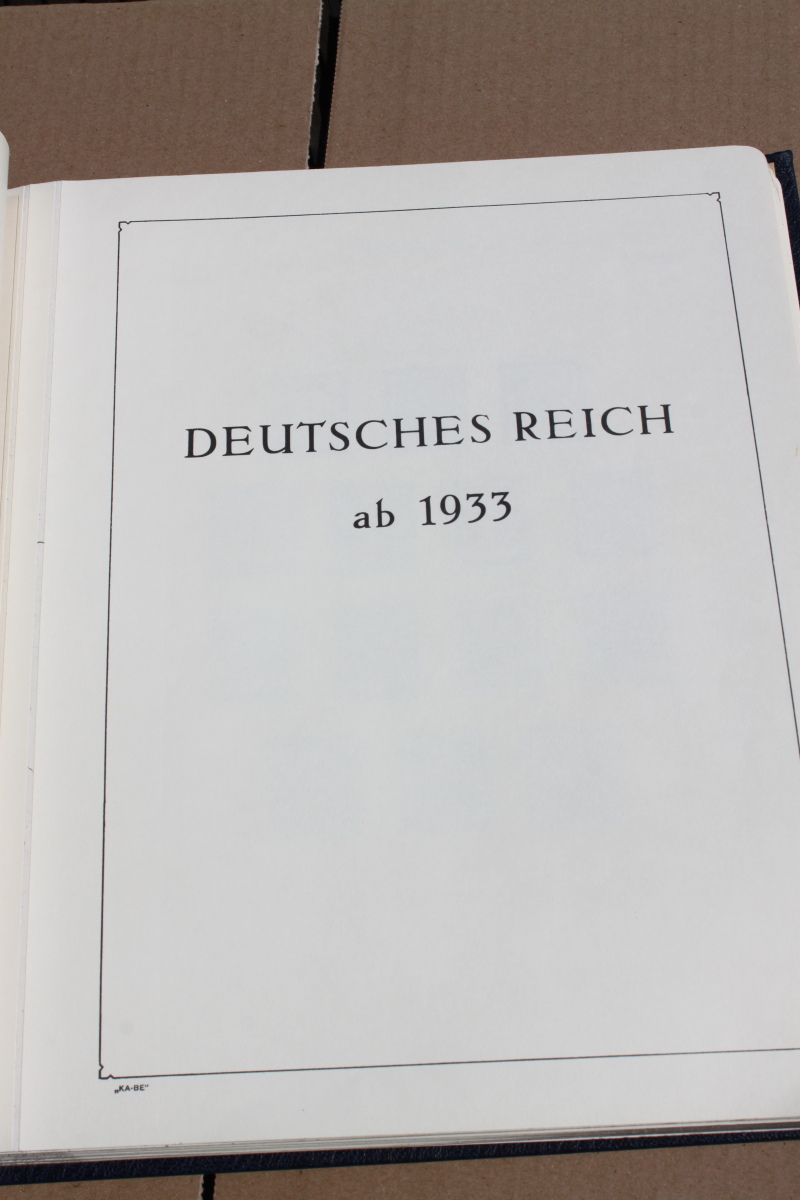 DEUTSCHES REICH
ab 1933
„KA-BE“